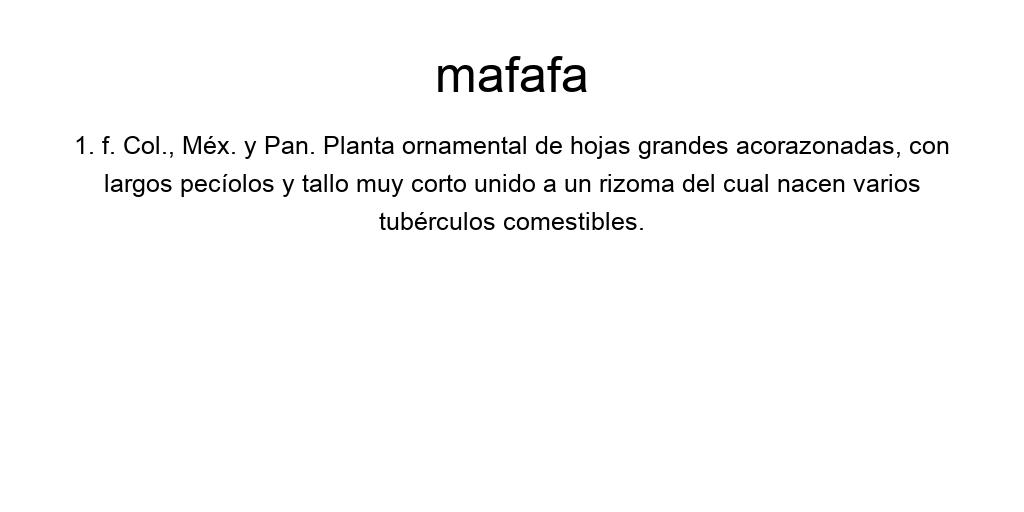 mafafa
1. f. Col., Méx. y Pan. Planta ornamental de hojas grandes acorazonadas, con
largos pecíolos y tallo muy corto unido a un rizoma del cual nacen varios
tubérculos comestibles.